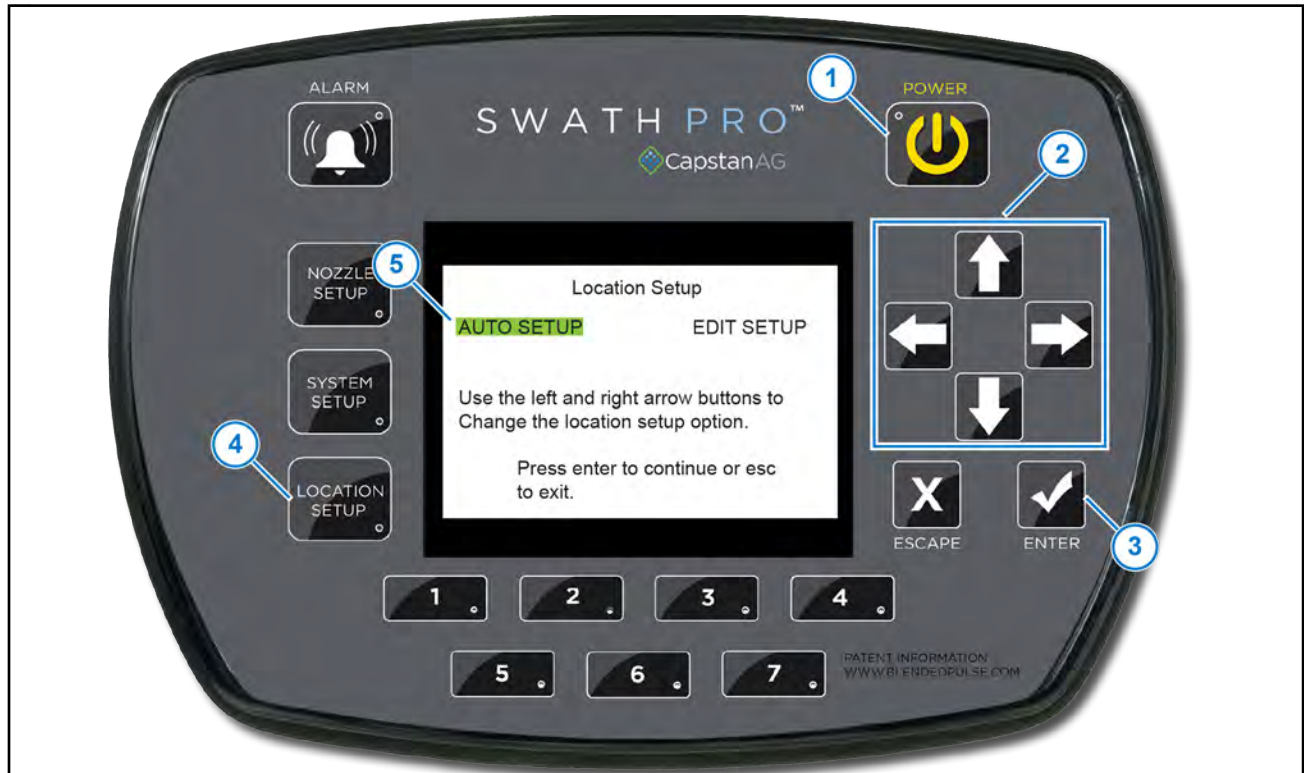 ALARM
POWER
SWATH PRO™
CapstanAG
1
2
NOZZLE
SETUP
5
Location Setup
AUTO SETUP EDIT SETUP
Use the left and right arrow buttons to
Change the location setup option.
Press enter to continue or esc
to exit.
SYSTEM
SETUP
4
LOCATION
SETUP
X
ESCAPE
ENTER
3
1
2
3
4
5
6
7
PATENT INFORMATION
WWW.BLENDEDPULSE.COM